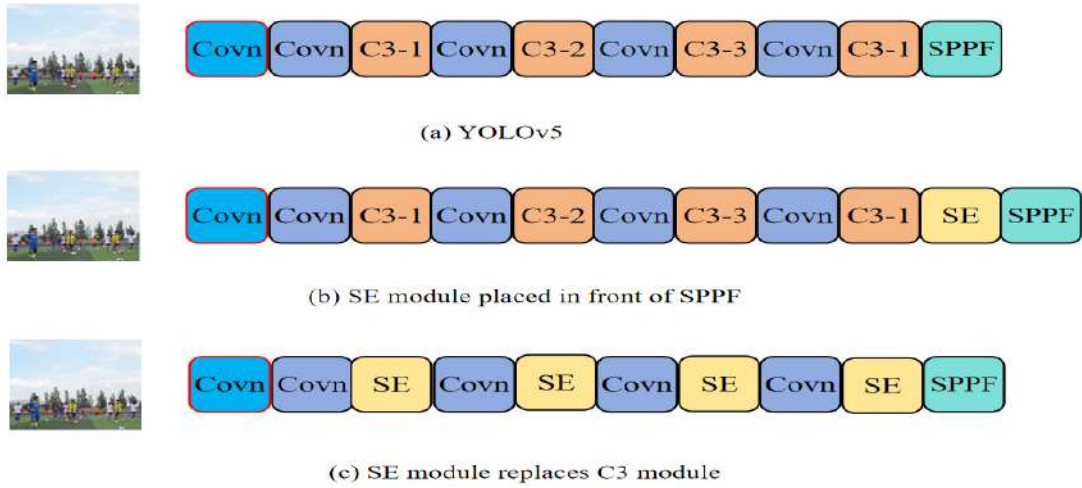 Covn Covn C3-1 Covn C3-2 Covn C3-3 Covn C3-1 SPPF
(a) YOLOv5
Covn Covn C3-1 Covn C3-2 Covn C3-3 Covn C3-1 SE SPPF
(b) SE module placed in front of SPPF
Covn Covn SE Covn SE Covn SE Covn SE SPPF
(c) SE module replaces C3 module